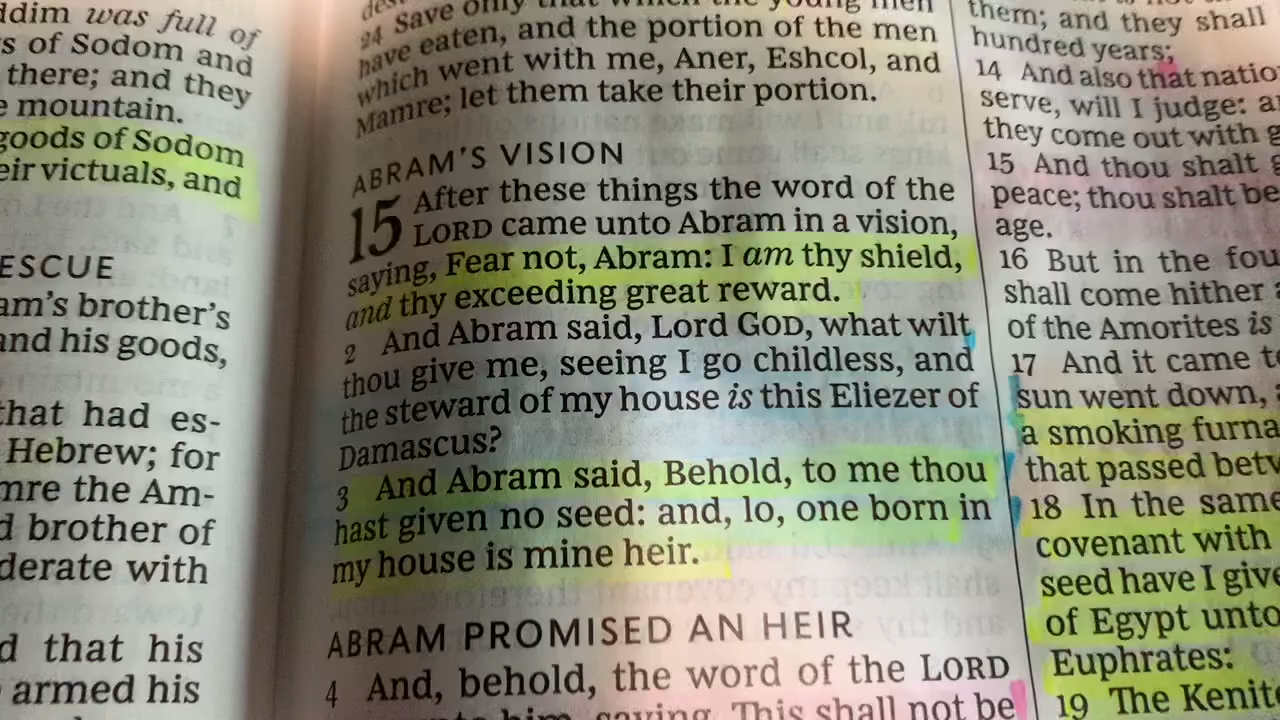 was full of
s of Sodom and
there; and they
mountain.
goods of Sodom
victuals, and
ESCUE
brother's
and his goods,
that had es-
Hebrew; for
the Am-
brother of
with
that his
armed his
24 Save only that which the young men
have eaten, and the portion of the men
which went with me, Aner, Eshcol, and
Mamre; let them take their portion.
ABRAM'S VISION
15 After these things the word of the
LORD came unto Abram in a vision,
saying, Fear not, Abram: I am thy shield,
and thy exceeding great reward.
2 And Abram said, Lord GOD, what wilt
thou give me, seeing I go childless, and
the steward of my house is this Eliezer of
Damascus?
3 And Abram said, Behold, to me thou
hast given no seed: and, lo, one born in
my house is mine heir.
ABRAM PROMISED AN HEIR
4 And, behold, the word of the LORD
him, saying, This shall not be
them; and they shall
hundred years;
14 And also that natio
serve, will I judge: a
they come out with g
15 And thou shalt g
peace; thou shalt be
age.
16 But in the fou
shall come hither
of the Amorites is
17 And it came to
sun went down,
a smoking furna
that passed betw
18 In the same
covenant with
seed have I give
of Egypt unto
Euphrates:
19 The Kenit